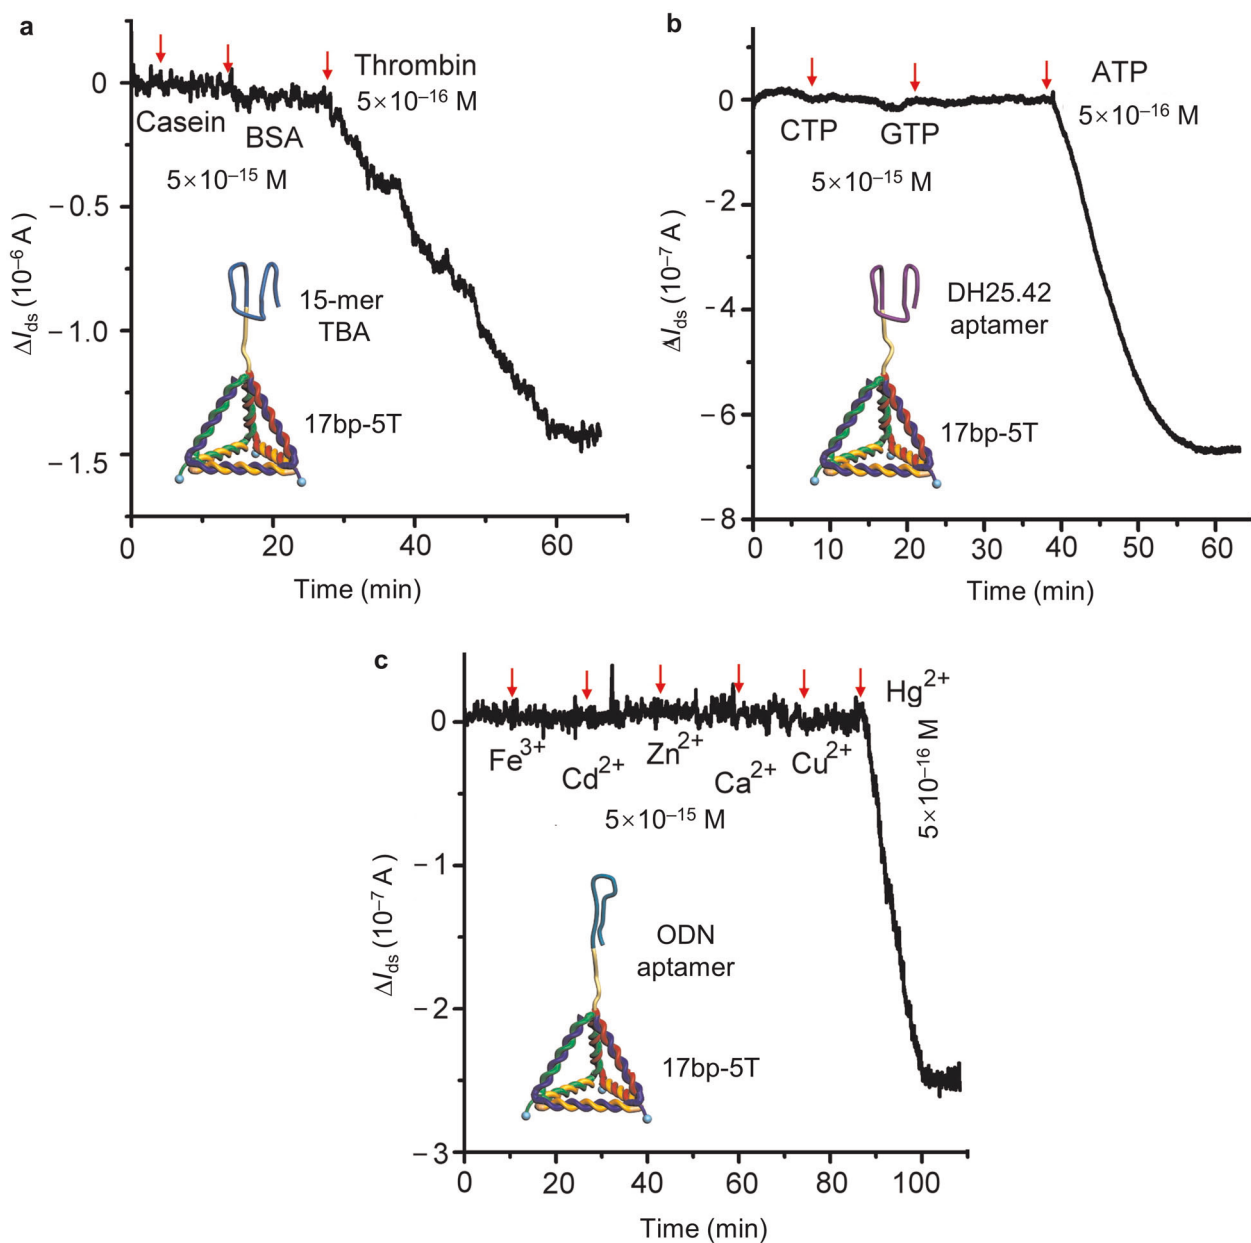 a
0
−0.5
−1.0
−1.5
ΔIds (10−6 A)
Casein
BSA
5×10−15 M
Thrombin
5×10−16 M
15-mer
TBA
17bp-5T
0 20 40 60
Time (min)
b
0
−2
−4
−6
−8
ΔIds (10−7 A)
CTP
GTP
5×10−15 M
ATP
5×10−16 M
DH25.42
aptamer
17bp-5T
0 10 20 30 40 50 60
Time (min)
c
0
−1
−2
−3
ΔIds (10−7 A)
Fe3+
Cd2+
Zn2+
Ca2+
Cu2+
5×10−15 M
Hg2+
5×10−16 M
ODN
aptamer
17bp-5T
0 20 40 60 80 100
Time (min)